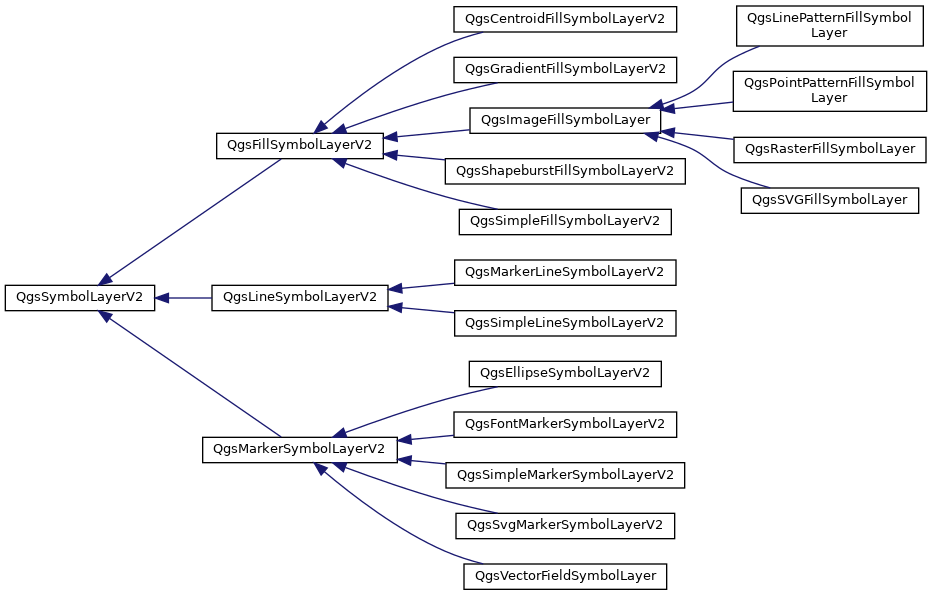 QgsCentroidFillSymbolLayerV2
QgsLinePatternFillSymbol
Layer
QgsGradientFillSymbolLayerV2
QgsPointPatternFillSymbol
Layer
QgsImageFillSymbolLayer
QgsFillSymbolLayerV2
QgsRasterFillSymbolLayer
QgsShapeburstFillSymbolLayerV2
QgsSVGFillSymbolLayer
QgsSimpleFillSymbolLayerV2
QgsMarkerLineSymbolLayerV2
QgsSymbolLayerV2
QgsLineSymbolLayerV2
QgsSimpleLineSymbolLayerV2
QgsEllipseSymbolLayerV2
QgsFontMarkerSymbolLayerV2
QgsMarkerSymbolLayerV2
QgsSimpleMarkerSymbolLayerV2
QgsSvgMarkerSymbolLayerV2
QgsVectorFieldSymbolLayer